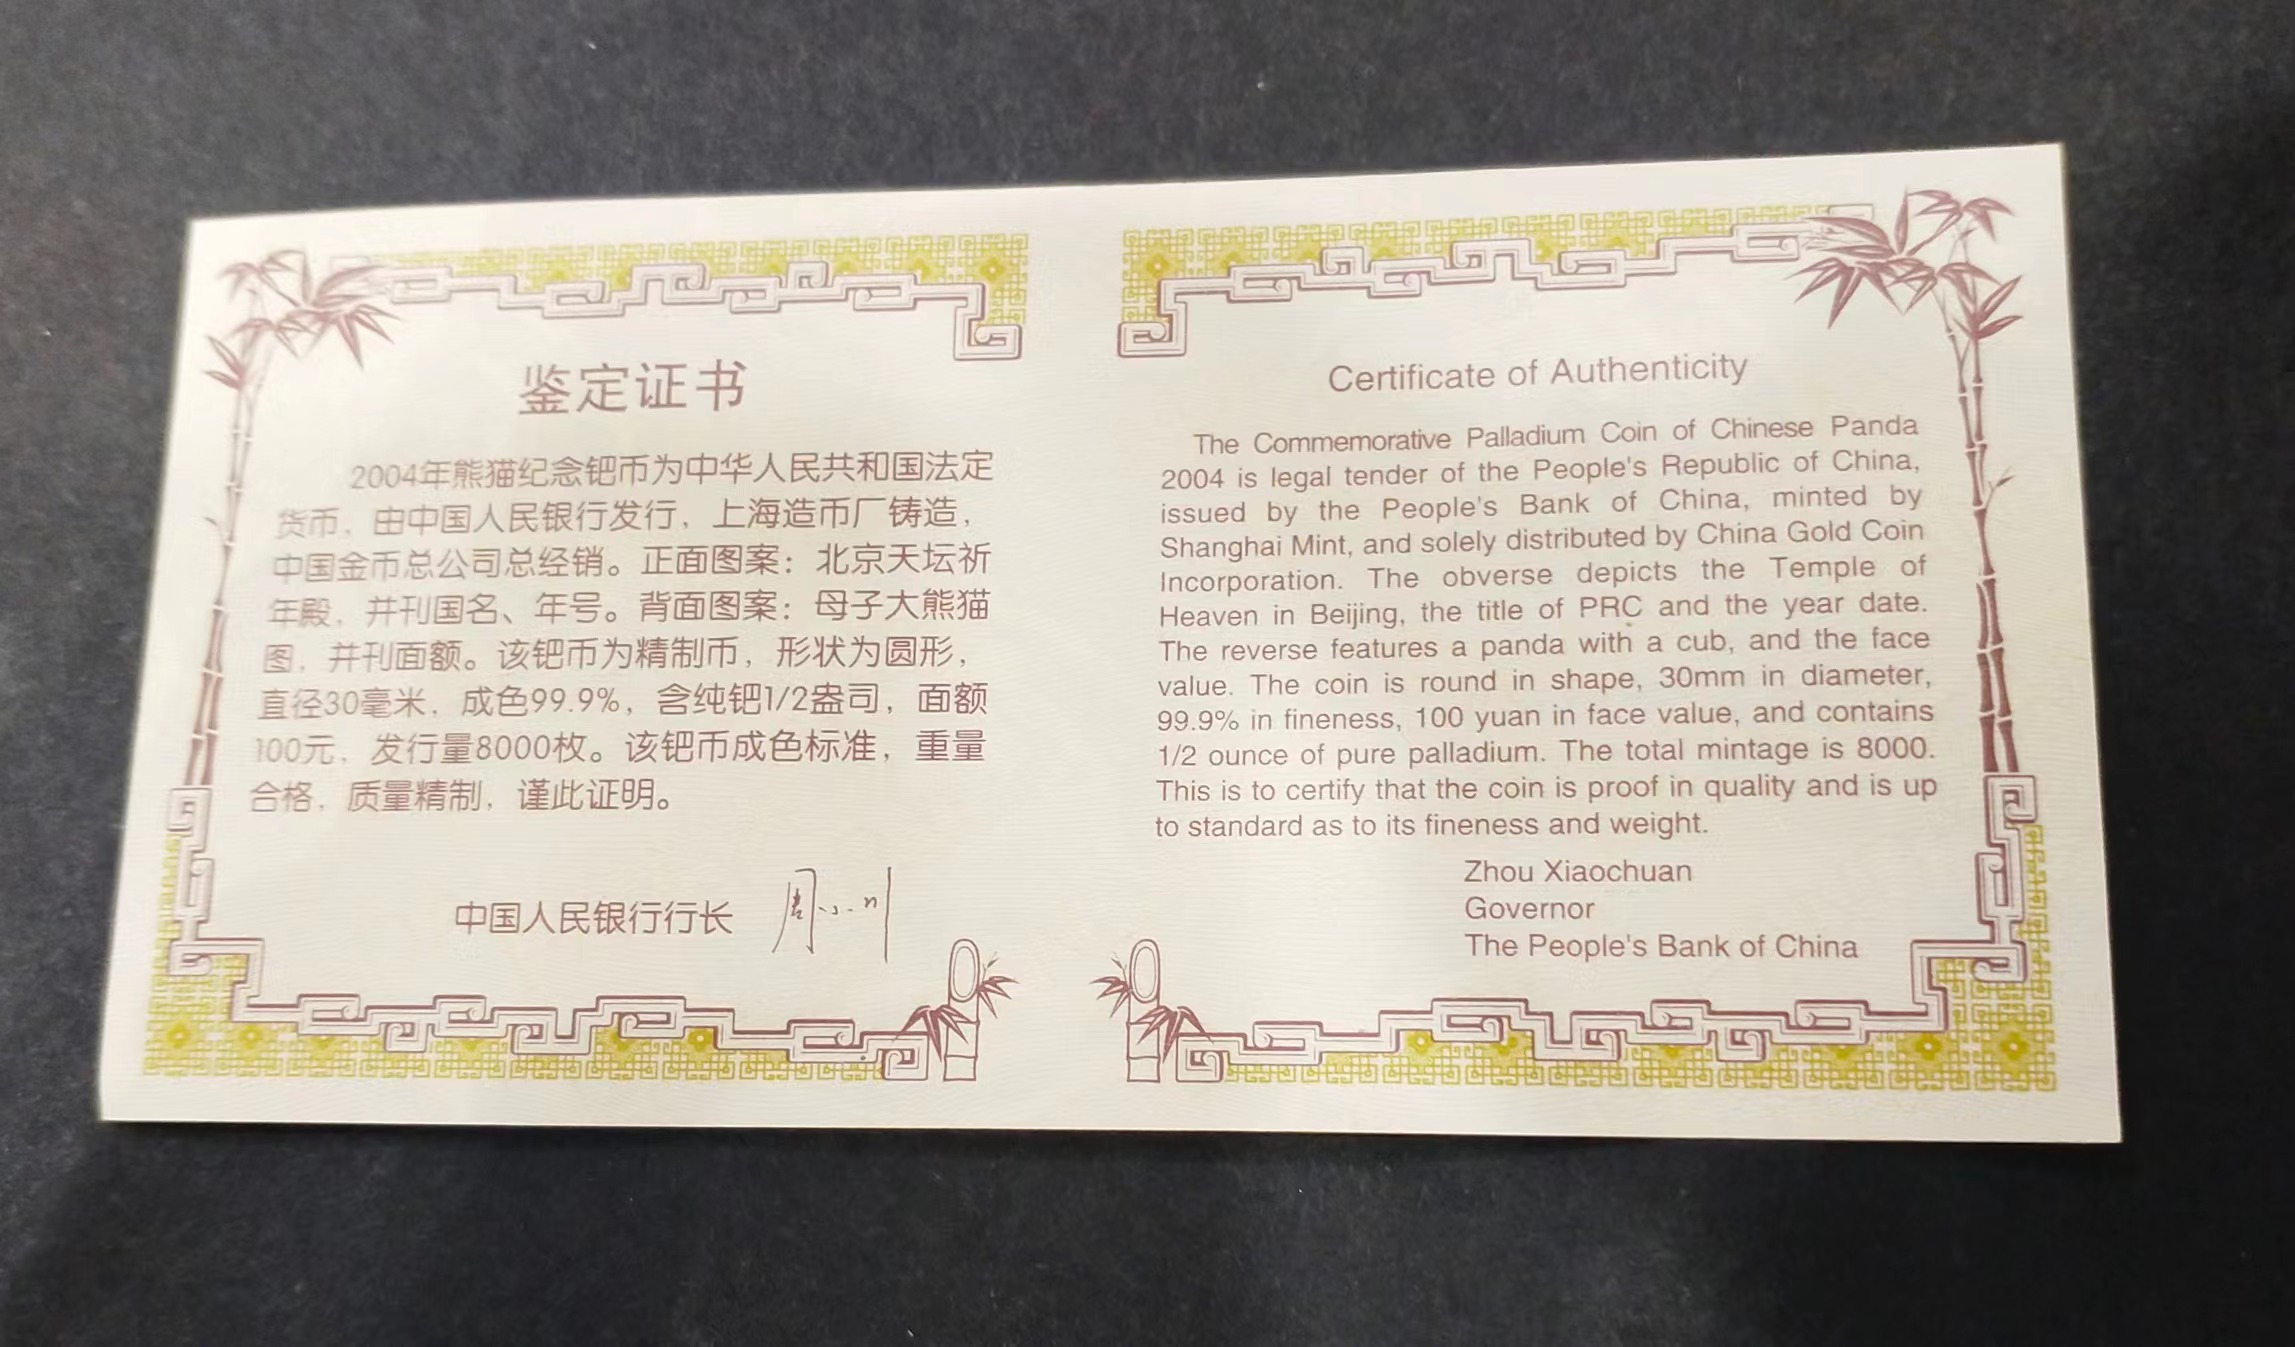 鉴定证书
2004年熊猫纪念钯币为中华人民共和国法定
货币，由中国人民银行发行，上海造币厂铸造，
中国金币总公司总经销。正面图案：北京天坛祈
年殿，并刊国名、年号。背面图案：母子大熊猫
图，并刊面额。该钯币为精制币，形状为圆形，
直径30毫米，成色99.9%，含纯钯1/2盎司，面额
100元，发行量8000枚。该钯币成色标准，重量
合格，质量精制，谨此证明。
中国人民银行行长 周小川
Certificate of Authenticity
The Commemorative Palladium Coin of Chinese Panda
2004 is legal tender of the People's Republic of China,
issued by the People's Bank of China, minted by
Shanghai Mint, and solely distributed by China Gold Coin
Incorporation. The obverse depicts the Temple of
Heaven in Beijing, the title of PRC and the year date.
The reverse features a panda with a cub, and the face
value. The coin is round in shape, 30mm in diameter,
99.9% in fineness, 100 yuan in face value, and contains
1/2 ounce of pure palladium. The total mintage is 8000.
This is to certify that the coin is proof in quality and is up
to standard as to its fineness and weight.
Zhou Xiaochuan
Governor
The People's Bank of China